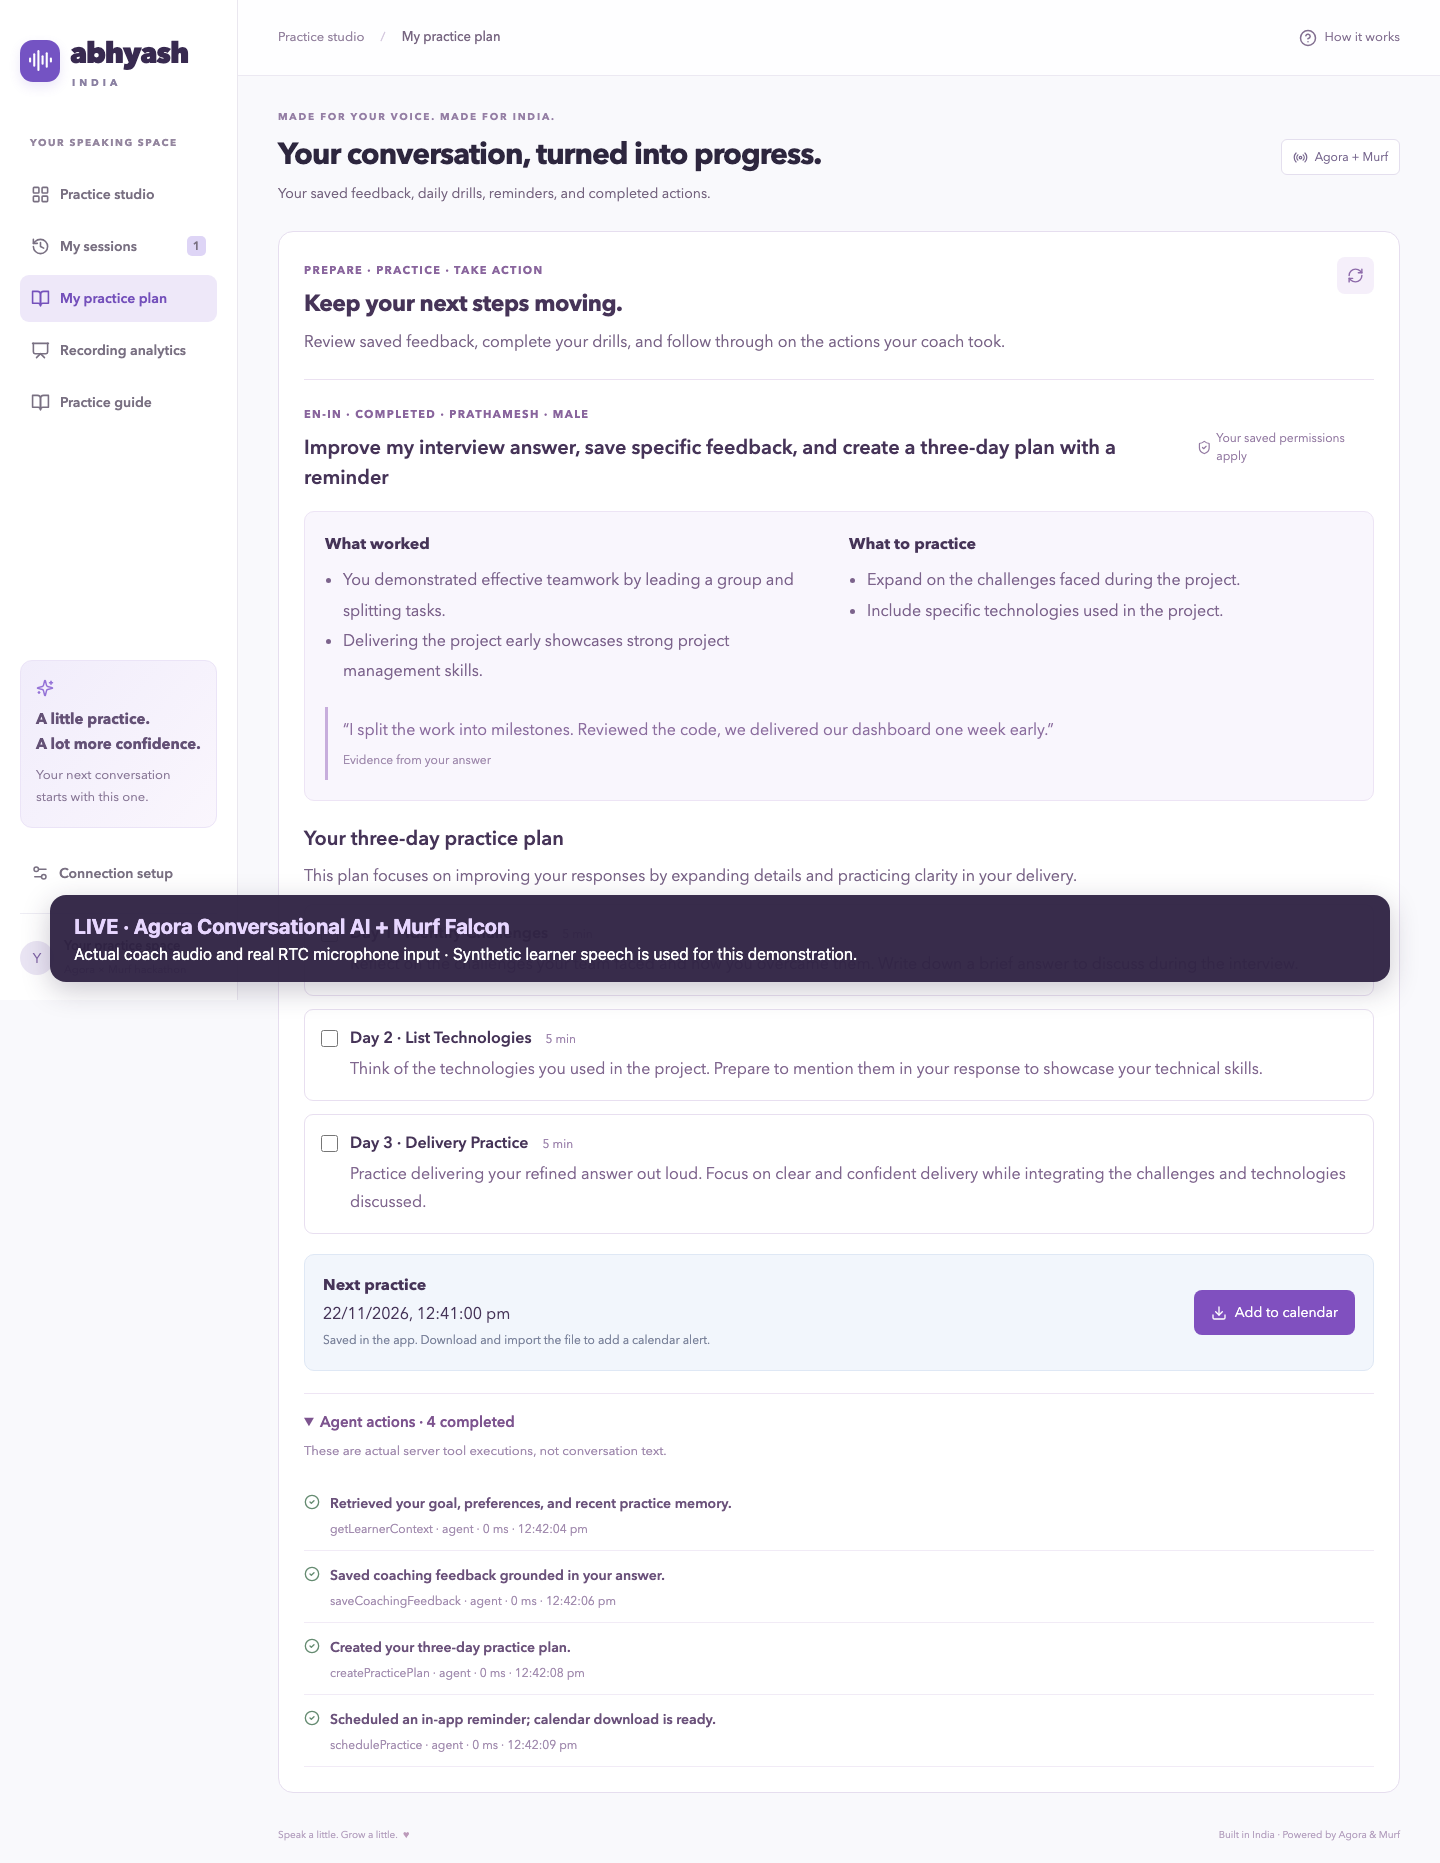 abhyash
INDIA
YOUR SPEAKING SPACE
Practice studio
My sessions 1
My practice plan
Recording analytics
Practice guide
A little practice.
A lot more confidence.
Your next conversation
starts with this one.
Connection setup
Y
Practice studio / My practice plan
How it works
MADE FOR YOUR VOICE. MADE FOR INDIA.
Your conversation, turned into progress.
Your saved feedback, daily drills, reminders, and completed actions.
Agora + Murf
PREPARE · PRACTICE · TAKE ACTION
Keep your next steps moving.
Review saved feedback, complete your drills, and follow through on the actions your coach took.
EN-IN · COMPLETED · PRATHAMESH · MALE
Improve my interview answer, save specific feedback, and create a three-day plan with a
reminder
Your saved permissions
apply
What worked
• You demonstrated effective teamwork by leading a group and
splitting tasks.
• Delivering the project early showcases strong project
management skills.
What to practice
• Expand on the challenges faced during the project.
• Include specific technologies used in the project.
“I split the work into milestones. Reviewed the code, we delivered our dashboard one week early.”
Evidence from your answer
Your three-day practice plan
This plan focuses on improving your responses by expanding details and practicing clarity in your delivery.
LIVE · Agora Conversational AI + Murf Falcon
Actual coach audio and real RTC microphone input · Synthetic learner speech is used for this demonstration.
Day 2 · List Technologies 5 min
Think of the technologies you used in the project. Prepare to mention them in your response to showcase your technical skills.
Day 3 · Delivery Practice 5 min
Practice delivering your refined answer out loud. Focus on clear and confident delivery while integrating the challenges and technologies
discussed.
Next practice
22/11/2026, 12:41:00 pm
Saved in the app. Download and import the file to add a calendar alert.
Add to calendar
▼ Agent actions · 4 completed
These are actual server tool executions, not conversation text.
Retrieved your goal, preferences, and recent practice memory.
getLearnerContext · agent · 0 ms · 12:42:04 pm
Saved coaching feedback grounded in your answer.
saveCoachingFeedback · agent · 0 ms · 12:42:06 pm
Created your three-day practice plan.
createPracticePlan · agent · 0 ms · 12:42:08 pm
Scheduled an in-app reminder; calendar download is ready.
schedulePractice · agent · 0 ms · 12:42:09 pm
Speak a little. Grow a little. ♥
Built in India · Powered by Agora & Murf